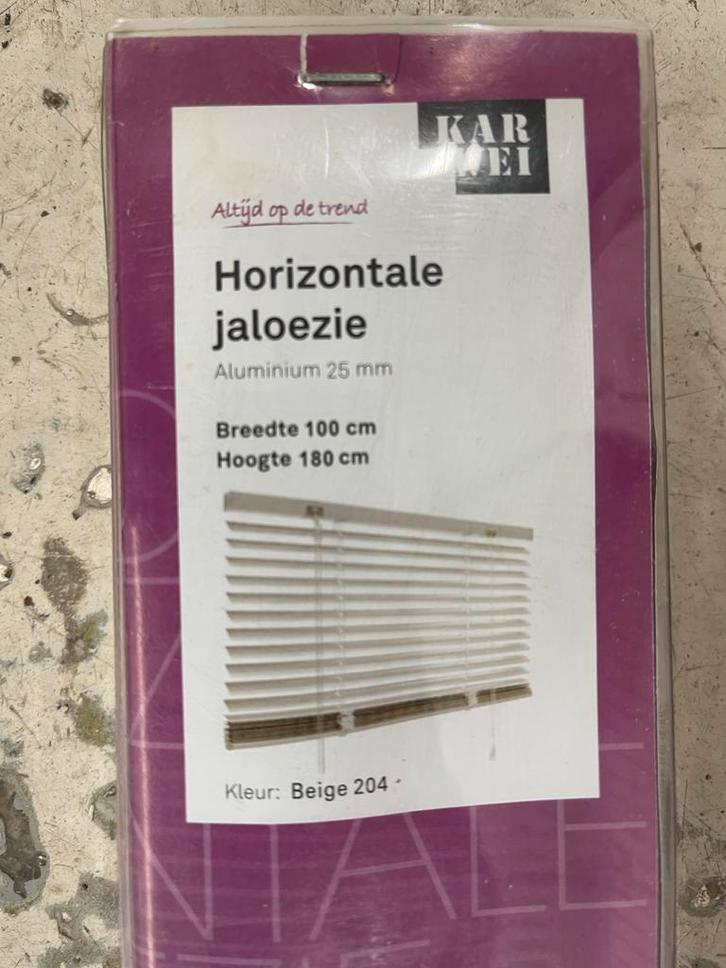 KAR
WEI
Altijd op de trend
Horizontale
jaloezie
Aluminium 25 mm
Breedte 100 cm
Hoogte 180 cm
Kleur: Beige 204
NTALE